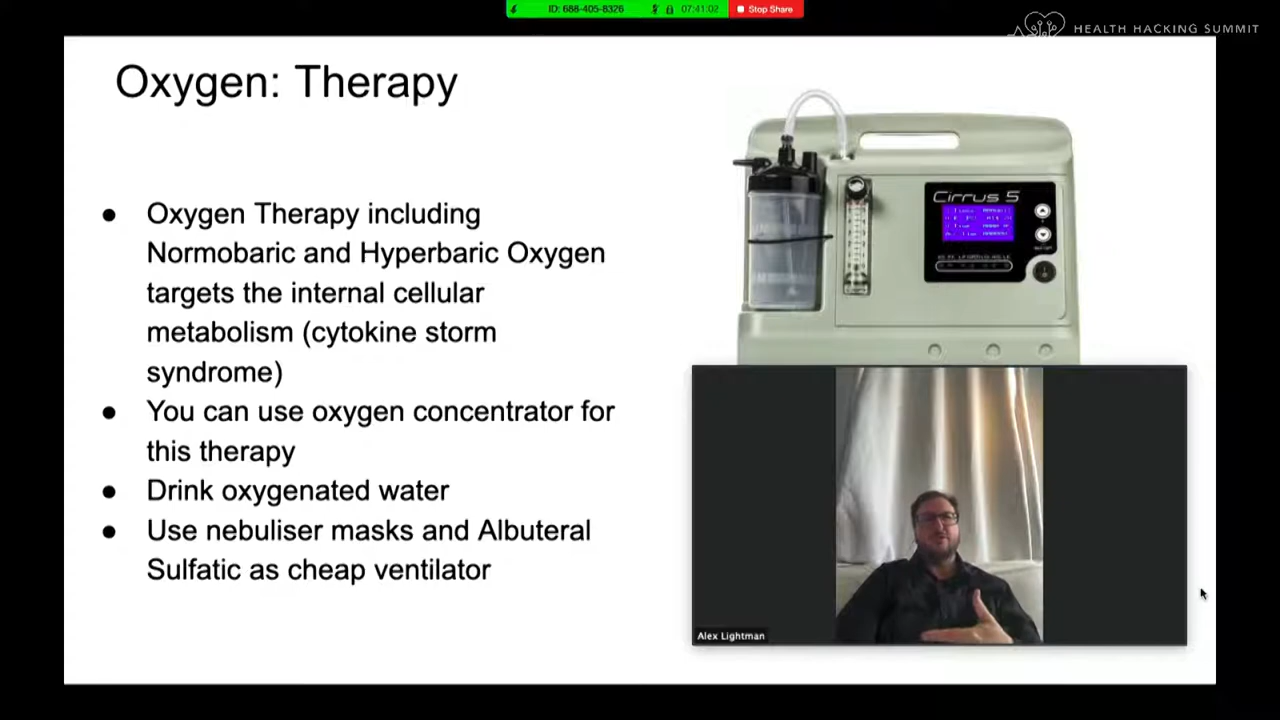 ID: 688-405-8326
07:41:02
Stop Share
HEALTH HACKING SUMMIT
Oxygen: Therapy
● Oxygen Therapy including
Normobaric and Hyperbaric Oxygen
targets the internal cellular
metabolism (cytokine storm
syndrome)
● You can use oxygen concentrator for
this therapy
● Drink oxygenated water
● Use nebuliser masks and Albuteral
Sulfatic as cheap ventilator
Cirrus 5
Alex Lightman